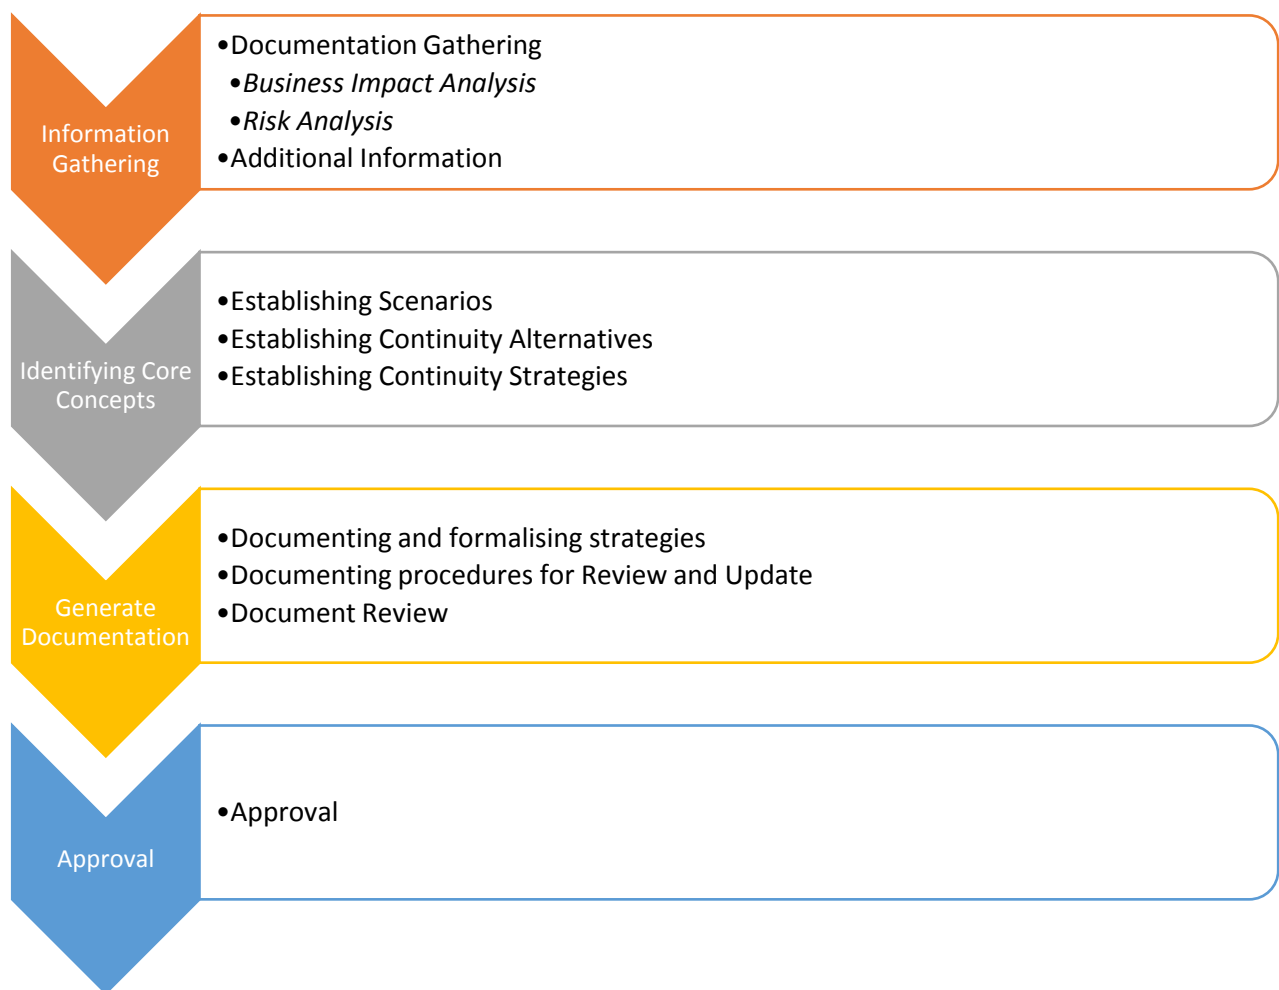 Information
Gathering
•Documentation Gathering
•Business Impact Analysis
•Risk Analysis
•Additional Information
Identifying Core
Concepts
•Establishing Scenarios
•Establishing Continuity Alternatives
•Establishing Continuity Strategies
Generate
Documentation
•Documenting and formalising strategies
•Documenting procedures for Review and Update
•Document Review
Approval
•Approval